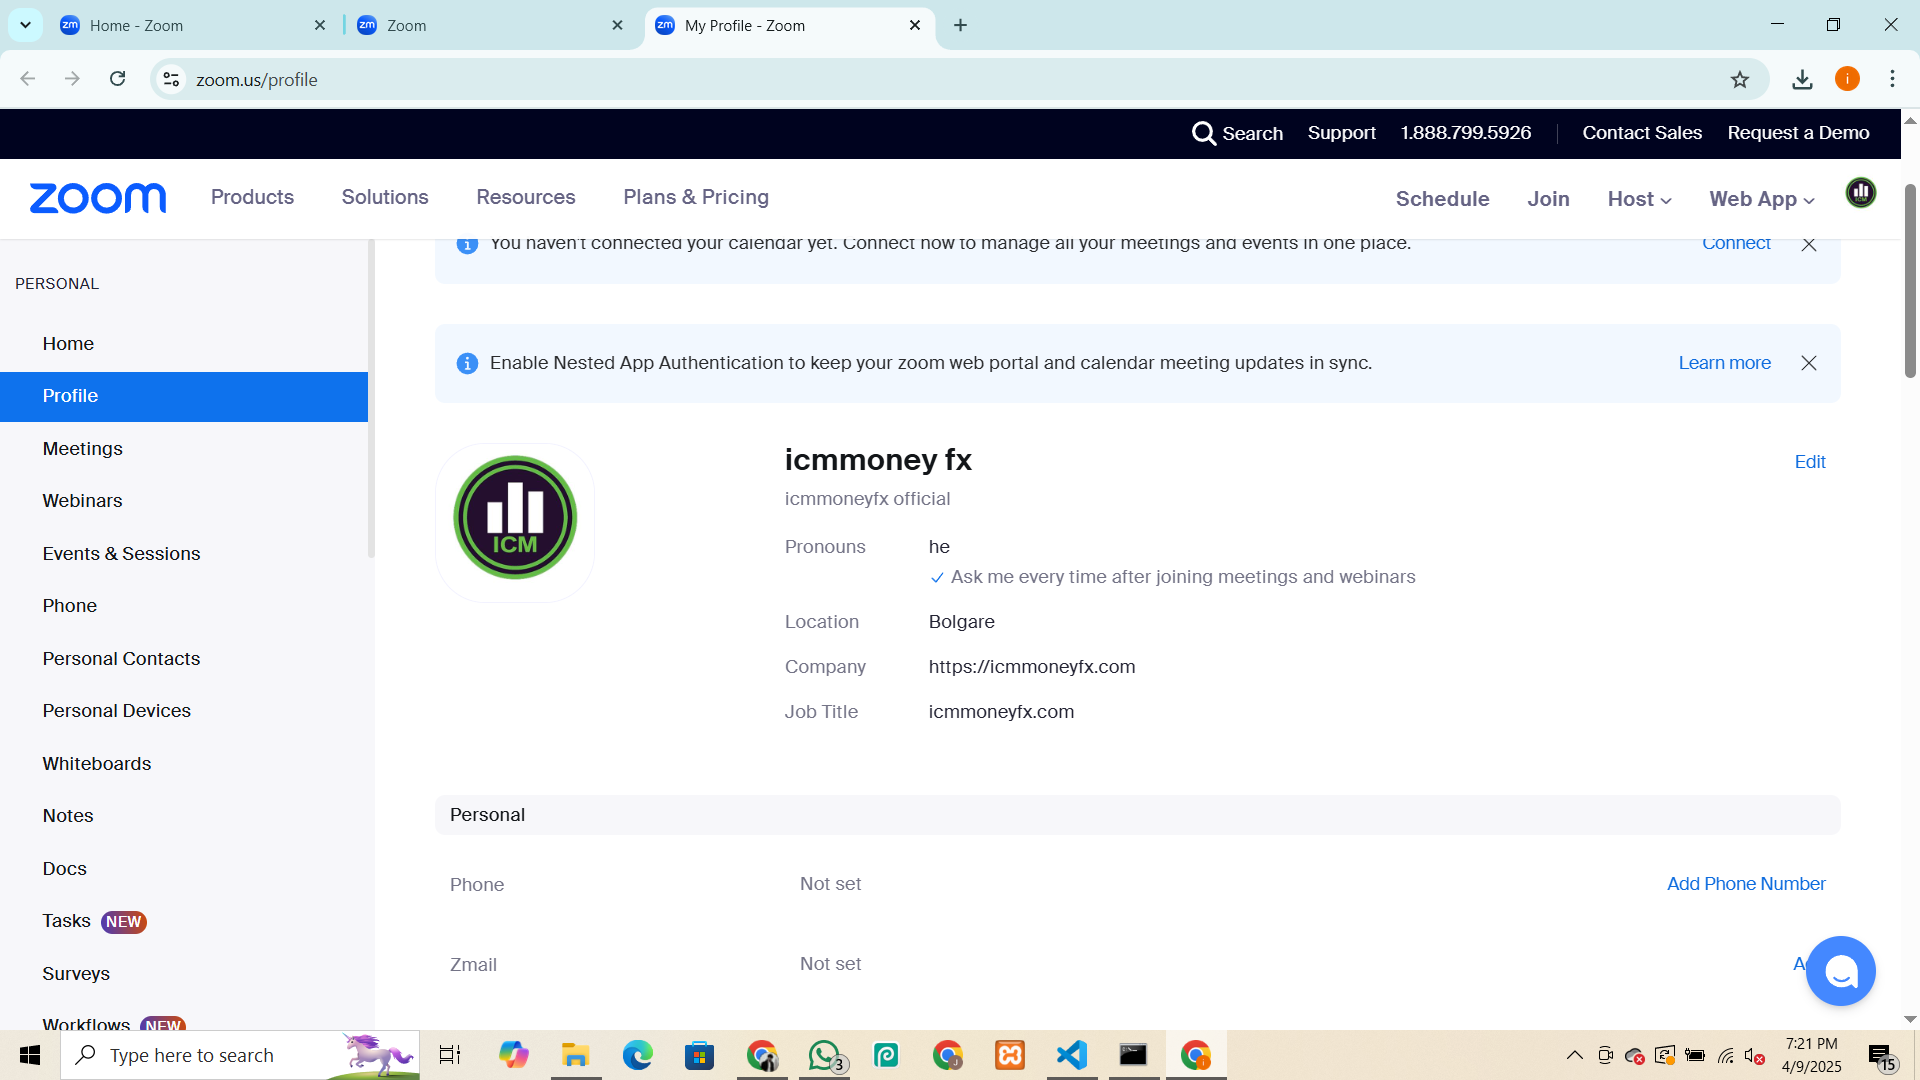 Home - Zoom
Zoom
My Profile - Zoom
zoom.us/profile
Search
Support
1.888.799.5926
Contact Sales
Request a Demo
zoom
Products
Solutions
Resources
Plans & Pricing
Schedule
Join
Host
Web App
You haven't connected your calendar yet. Connect now to manage all your meetings and events in one place.
Connect
PERSONAL
Home
Profile
Meetings
Webinars
Events & Sessions
Phone
Personal Contacts
Personal Devices
Whiteboards
Notes
Docs
Tasks NEW
Surveys
Workflows NEW
Enable Nested App Authentication to keep your zoom web portal and calendar meeting updates in sync.
Learn more
ICM
icmmoney fx
Edit
icmmoneyfx official
Pronouns he
Ask me every time after joining meetings and webinars
Location Bolgare
Company https://icmmoneyfx.com
Job Title icmmoneyfx.com
Personal
Phone Not set Add Phone Number
Zmail Not set
Type here to search
3
7:21 PM
4/9/2025
15